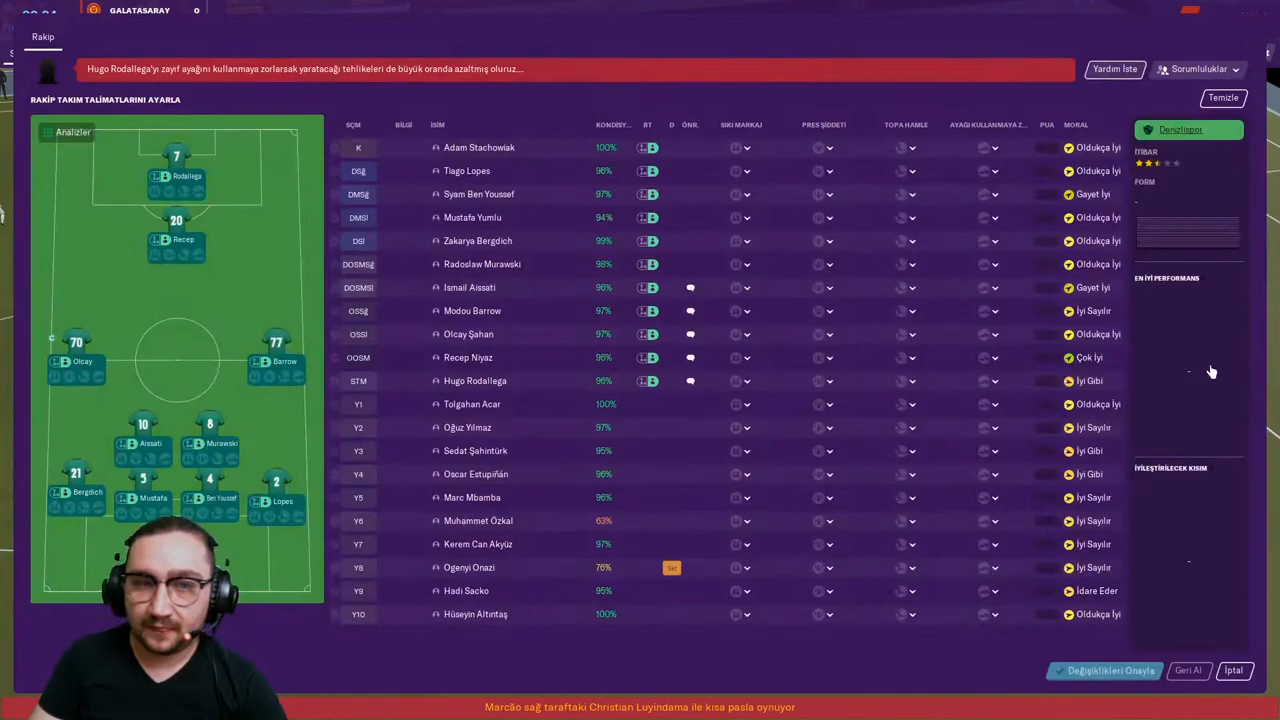 GALATASARAY 0
Rakip
Hugo Rodallega'yı zayıf ayağını kullanmaya zorlarsak yaratacağı tehlikeleri de büyük oranda azaltmış oluruz....
Yardım İste
Sorumluluklar
RAKİP TAKIM TALİMATLARINI AYARLA
Temizle
Analizler
7
Rodallega
20
Recep
70
Olcay
77
Barrow
10
Aissati
8
Murawski
21
Bergdich
5
Mustafa
4
Ben Youssef
2
Lopes
SÇM BİLGİ İSİM KONDİSY... RT D ÖNR. SIKI MARKAJ PRES ŞİDDETİ TOPA HAMLE AYAĞI KULLANMAYA Z... PUA MORAL
K Adam Stachowiak 100% Oldukça İyi
DSğ Tiago Lopes 96% Oldukça İyi
DMSğ Syam Ben Youssef 97% Gayet İyi
DMSl Mustafa Yumlu 94% Oldukça İyi
DSl Zakarya Bergdich 99% Oldukça İyi
DOSMSğ Radoslaw Murawski 98% Oldukça İyi
DOSMSl Ismail Aissati 96% Gayet İyi
OSSğ Modou Barrow 97% İyi Sayılır
OSSl Olcay Şahan 97% Oldukça İyi
OOSM Recep Niyaz 96% Çok İyi
STM Hugo Rodallega 96% İyi Gibi
Y1 Tolgahan Acar 100% Oldukça İyi
Y2 Oğuz Yılmaz 97% İyi Sayılır
Y3 Sedat Şahintürk 95% İyi Gibi
Y4 Oscar Estupiñán 96% İyi Gibi
Y5 Marc Mbamba 96% İyi Sayılır
Y6 Muhammet Özkal 63% İyi Sayılır
Y7 Kerem Can Akyüz 97% İyi Sayılır
Y8 Ogenyi Onazi 76% Skt İyi Sayılır
Y9 Hadi Sacko 95% İdare Eder
Y10 Hüseyin Altıntaş 100% Oldukça İyi
Denizlispor
İTİBAR
FORM
-
EN İYİ PERFORMANS
-
İYİLEŞTİRİLECEK KISIM
-
Değişiklikleri Onayla
Geri Al
İptal
Marcão sağ taraftaki Christian Luyindama ile kısa pasla oynuyor